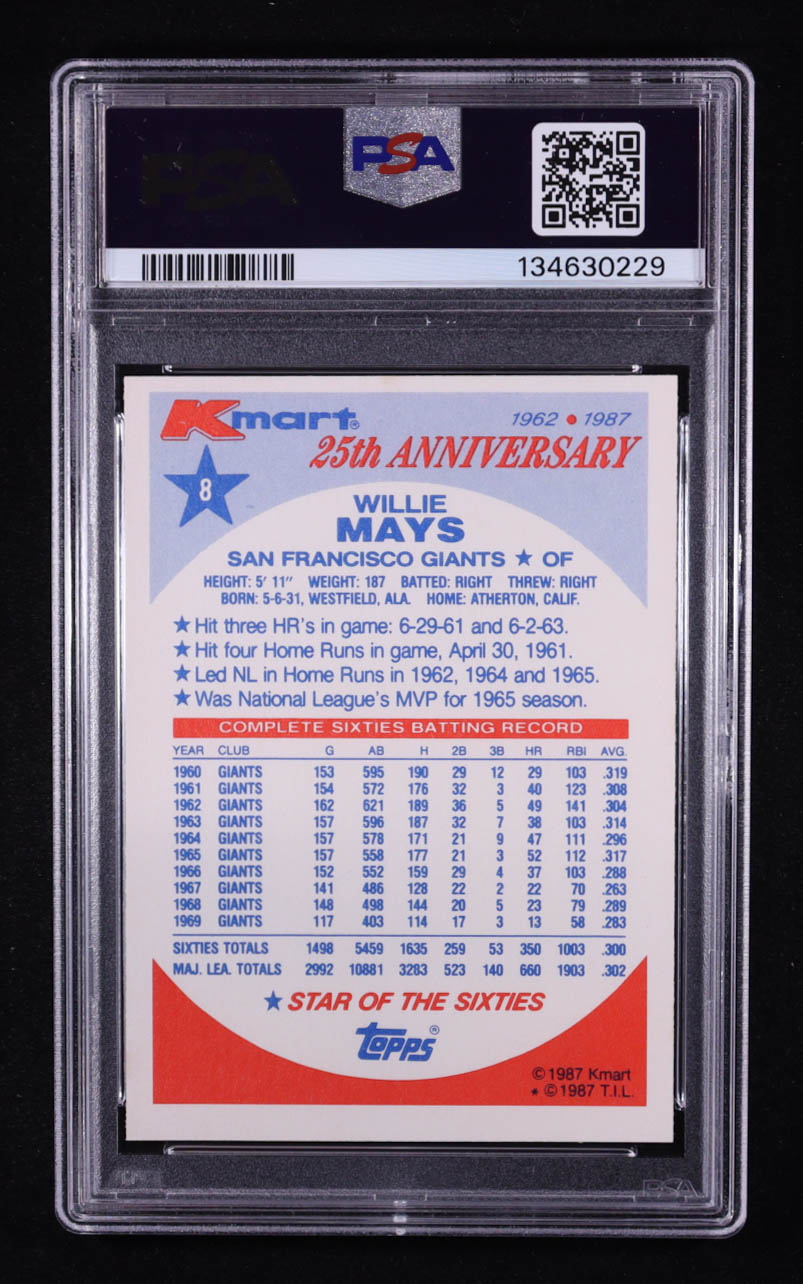 PSA
PSA
134630229
Kmart®
1962 • 1987
25th ANNIVERSARY
8
WILLIE
MAYS
SAN FRANCISCO GIANTS ★ OF
HEIGHT: 5' 11" WEIGHT: 187 BATTED: RIGHT THREW: RIGHT
BORN: 5-6-31, WESTFIELD, ALA. HOME: ATHERTON, CALIF.
★ Hit three HR's in game: 6-29-61 and 6-2-63.
★ Hit four Home Runs in game, April 30, 1961.
★ Led NL in Home Runs in 1962, 1964 and 1965.
★ Was National League's MVP for 1965 season.
COMPLETE SIXTIES BATTING RECORD
YEAR CLUB G AB H 2B 3B HR RBI AVG.
1960 GIANTS 153 595 190 29 12 29 103 .319
1961 GIANTS 154 572 176 32 3 40 123 .308
1962 GIANTS 162 621 189 36 5 49 141 .304
1963 GIANTS 157 596 187 32 7 38 103 .314
1964 GIANTS 157 578 171 21 9 47 111 .296
1965 GIANTS 157 558 177 21 3 52 112 .317
1966 GIANTS 152 552 159 29 4 37 103 .288
1967 GIANTS 141 486 128 22 2 22 70 .263
1968 GIANTS 148 498 144 20 5 23 79 .289
1969 GIANTS 117 403 114 17 3 13 58 .283
SIXTIES TOTALS 1498 5459 1635 259 53 350 1003 .300
MAJ. LEA. TOTALS 2992 10881 3283 523 140 660 1903 .302
★ STAR OF THE SIXTIES
Topps®
© 1987 Kmart
* © 1987 T.I.L.
PSA